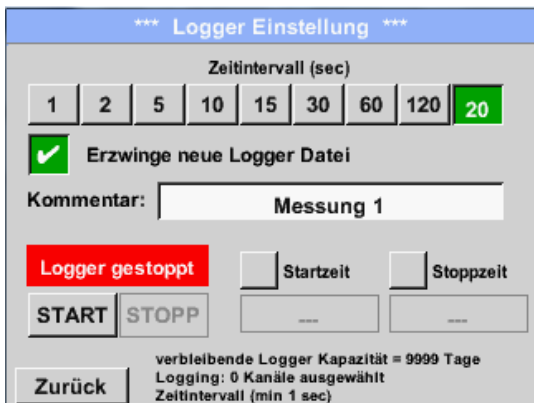 *** Logger Einstellung ***
Zeitintervall (sec)
1 2 5 10 15 30 60 120 20
Erzwinge neue Logger Datei
Kommentar: Messung 1
Logger gestoppt Startzeit Stoppzeit
START STOPP --- ---
verbleibende Logger Kapazität = 9999 Tage
Logging: 0 Kanäle ausgewählt
Zurück Zeitintervall (min 1 sec)